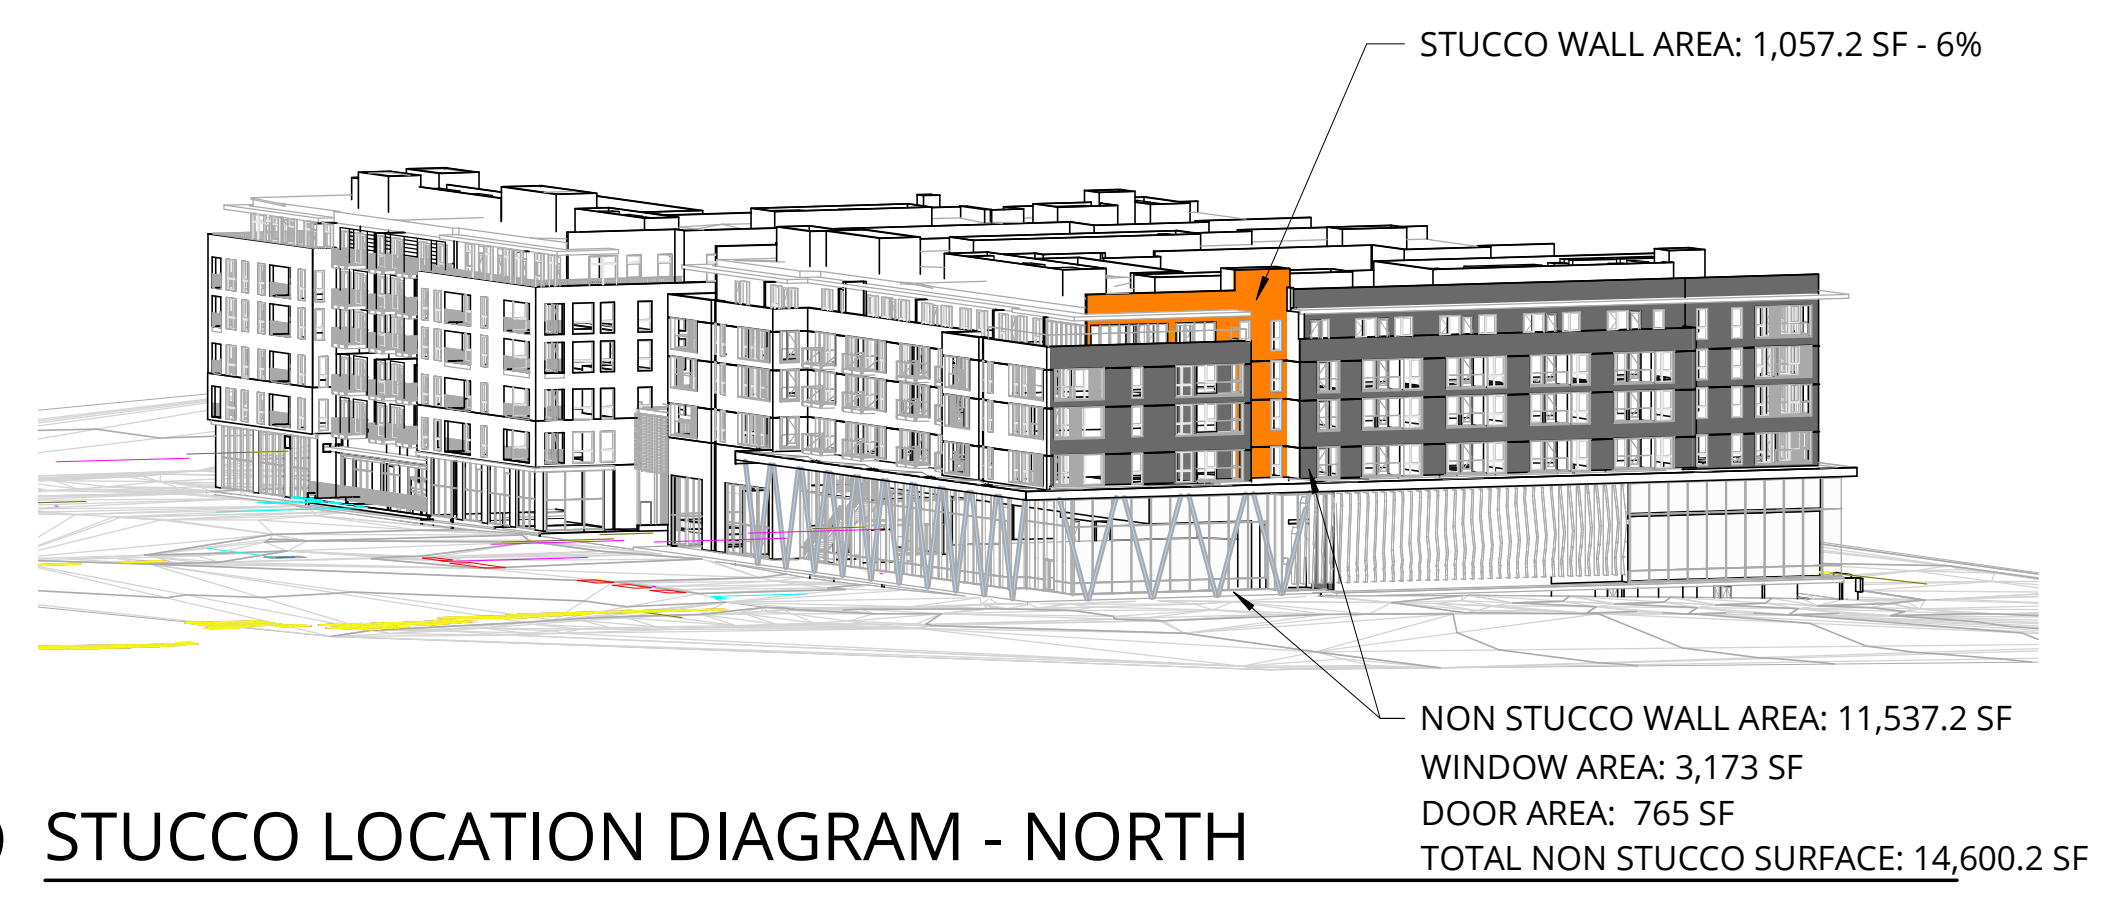 STUCCO WALL AREA: 1,057.2 SF - 6%
NON STUCCO WALL AREA: 11,537.2 SF
WINDOW AREA: 3,173 SF
DOOR AREA: 765 SF
TOTAL NON STUCCO SURFACE: 14,600.2 SF
STUCCO LOCATION DIAGRAM - NORTH